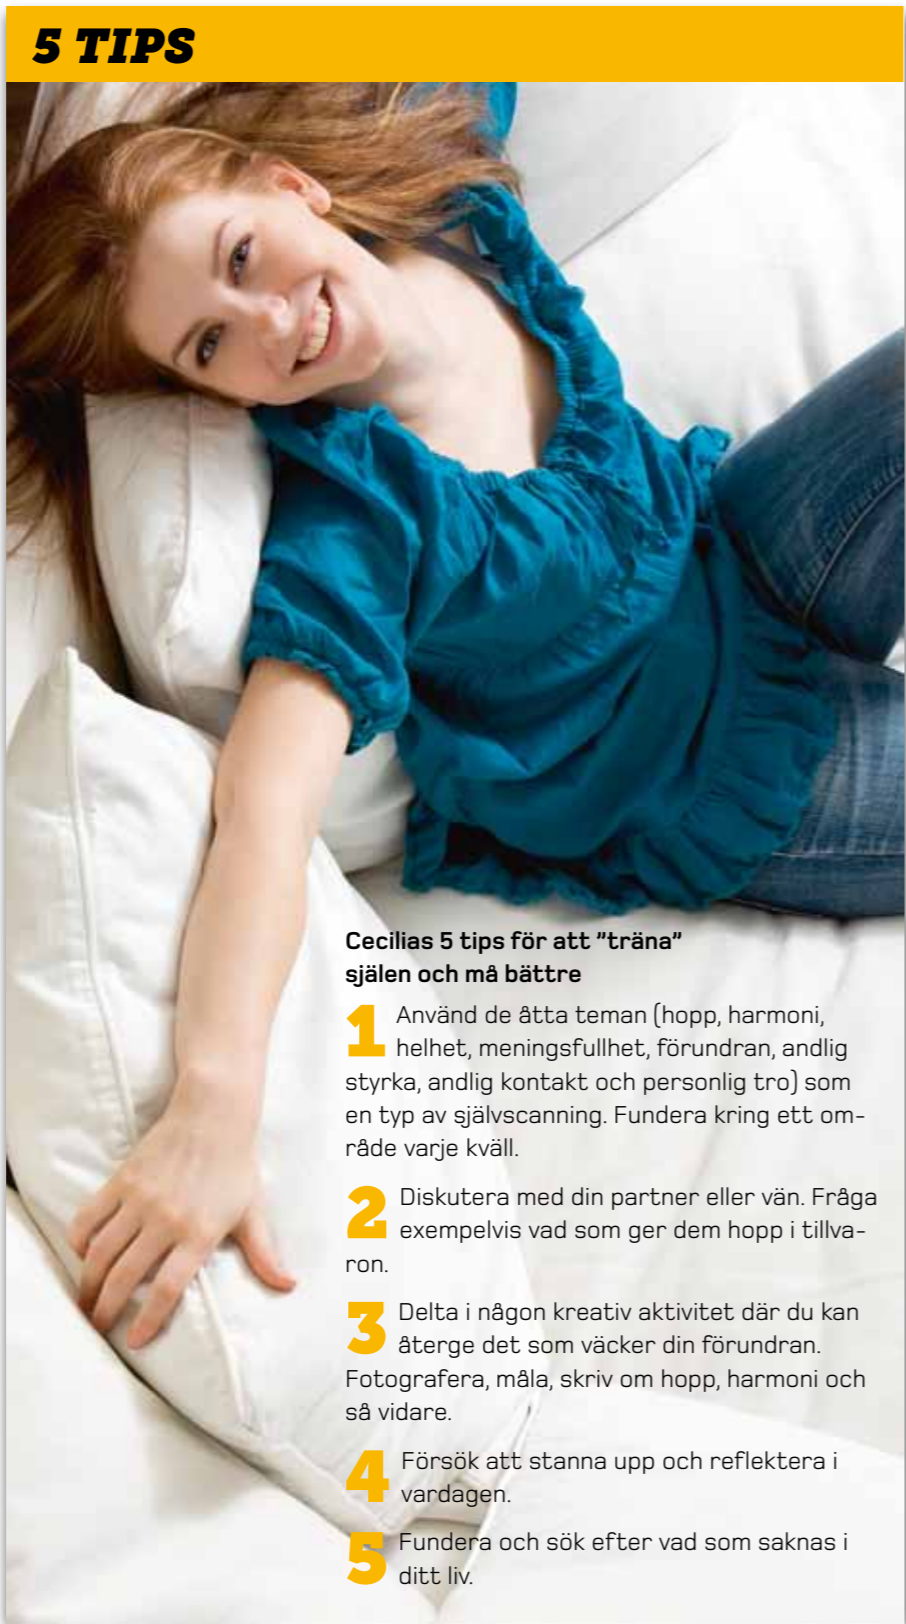 5 TIPS
Cecilias 5 tips för att ”träna”
själen och må bättre
1 Använd de åtta teman (hopp, harmoni,
helhet, meningsfullhet, förundran, andlig
styrka, andlig kontakt och personlig tro) som
en typ av självscanning. Fundera kring ett om-
råde varje kväll.
2 Diskutera med din partner eller vän. Fråga
exempelvis vad som ger dem hopp i tillva-
ron.
3 Delta i någon kreativ aktivitet där du kan
återge det som väcker din förundran.
Fotografera, måla, skriv om hopp, harmoni och
så vidare.
4 Försök att stanna upp och reflektera i
vardagen.
5 Fundera och sök efter vad som saknas i
ditt liv.